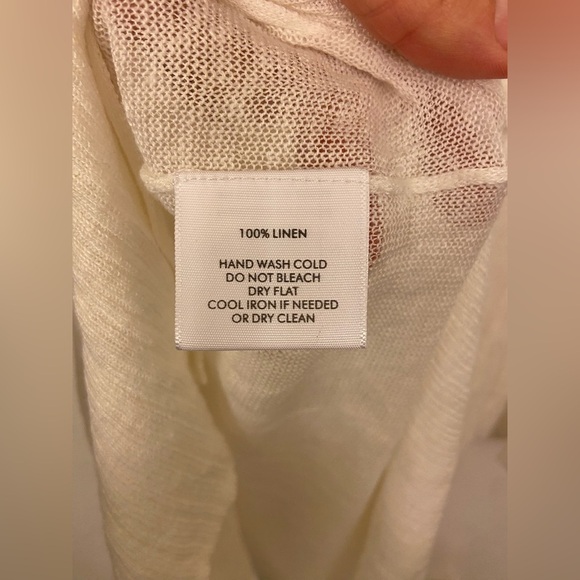 100% LINEN
HAND WASH COLD
DO NOT BLEACH
DRY FLAT
COOL IRON IF NEEDED
OR DRY CLEAN